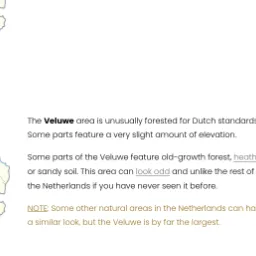 The Veluwe area is unusually forested for Dutch standards
Some parts feature a very slight amount of elevation.
Some parts of the Veluwe feature old-growth forest, heath
or sandy soil. This area can look odd and unlike the rest of
the Netherlands if you have never seen it before.
NOTE: Some other natural areas in the Netherlands can ha
a similar look, but the Veluwe is by far the largest.